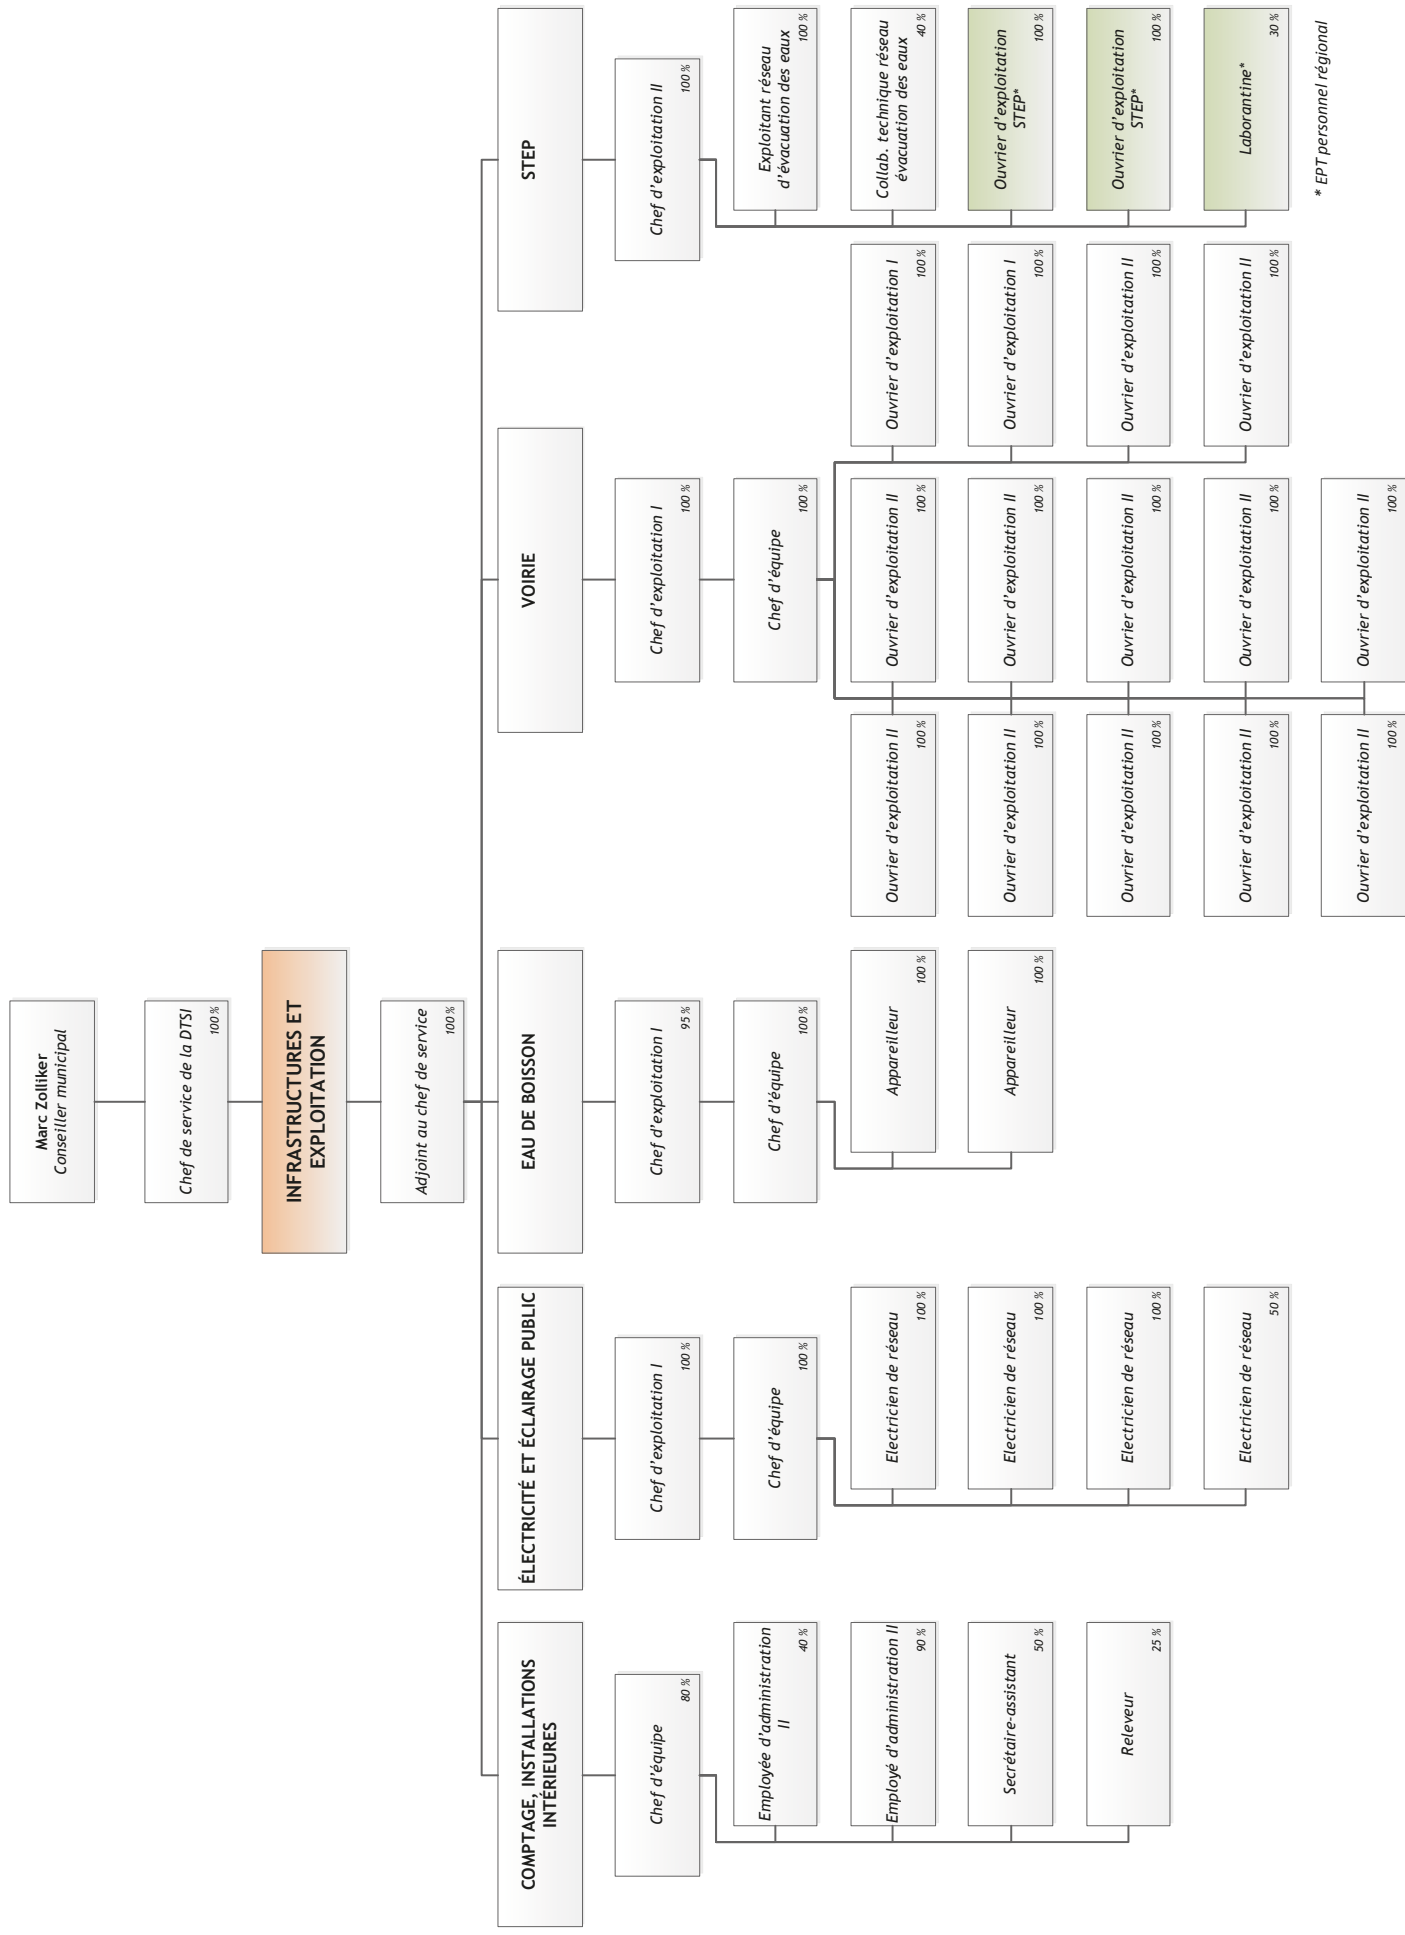 Marc Zolliker
Conseiller municipal
Chef de service de la DTSI
100 %
INFRASTRUCTURES ET
EXPLOITATION
Adjoint au chef de service
100 %
COMPTAGE, INSTALLATIONS
INTÉRIEURES
Chef d'équipe
80 %
Employée d'administration
II
40 %
Employé d'administration II
90 %
Secrétaire-assistant
50 %
Releveur
25 %
ÉLECTRICITÉ ET ÉCLAIRAGE PUBLIC
Chef d'exploitation I
100 %
Chef d'équipe
100 %
Electricien de réseau
100 %
Electricien de réseau
100 %
Electricien de réseau
100 %
Electricien de réseau
50 %
EAU DE BOISSON
Chef d'exploitation I
95 %
Chef d'équipe
100 %
Appareilleur
100 %
Appareilleur
100 %
VOIRIE
Chef d'exploitation I
100 %
Chef d'équipe
100 %
Ouvrier d'exploitation II
100 %
Ouvrier d'exploitation II
100 %
Ouvrier d'exploitation II
100 %
Ouvrier d'exploitation II
100 %
Ouvrier d'exploitation II
100 %
Ouvrier d'exploitation II
100 %
Ouvrier d'exploitation II
100 %
Ouvrier d'exploitation II
100 %
Ouvrier d'exploitation II
100 %
Ouvrier d'exploitation II
100 %
Ouvrier d'exploitation I
100 %
Ouvrier d'exploitation I
100 %
Ouvrier d'exploitation II
100 %
Ouvrier d'exploitation II
100 %
STEP
Chef d'exploitation II
100 %
Exploitant réseau
d'évacuation des eaux
100 %
Collab. technique réseau
évacuation des eaux
40 %
Ouvrier d'exploitation
STEP*
100 %
Ouvrier d'exploitation
STEP*
100 %
Laborantine*
30 %
* EPT personnel régional